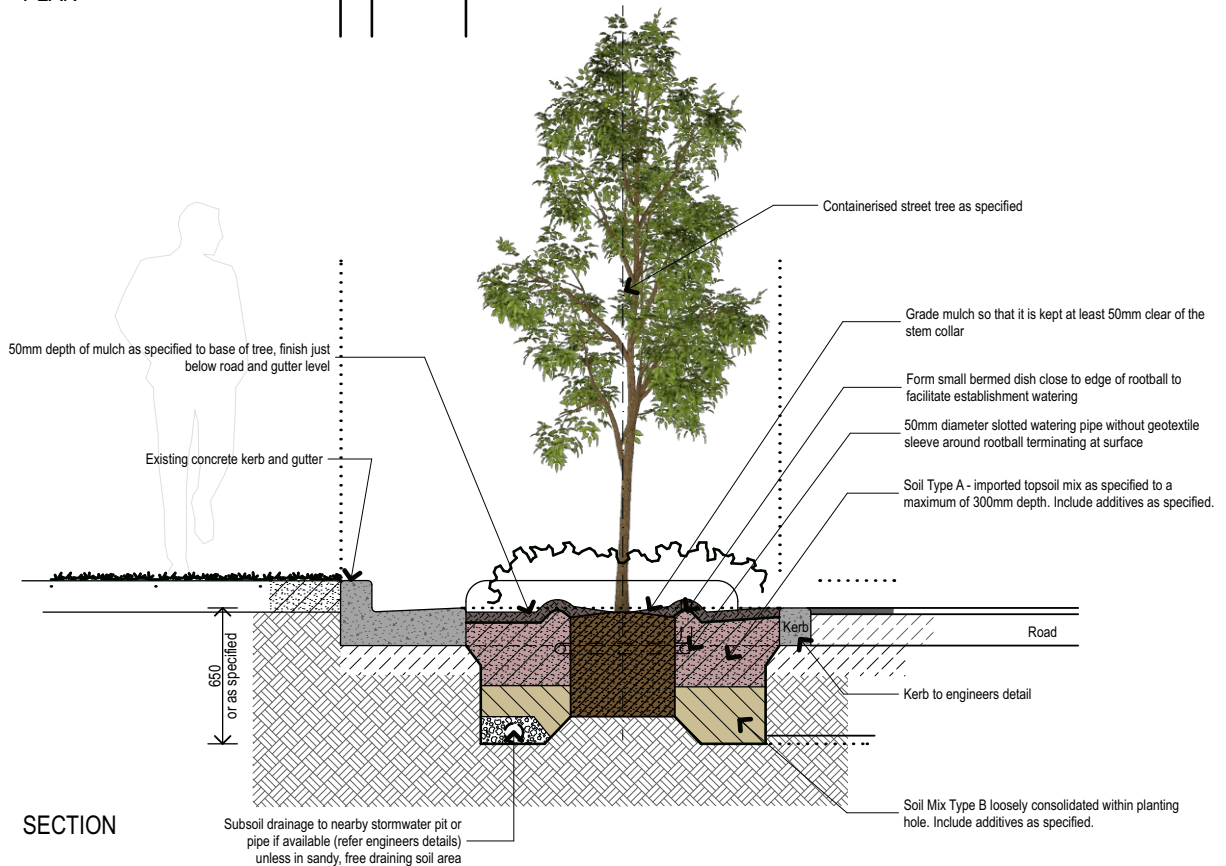 Containerised street tree as specified
Grade mulch so that it is kept at least 50mm clear of the
stem collar
50mm depth of mulch as specified to base of tree, finish just
below road and gutter level
Form small bermed dish close to edge of rootball to
facilitate establishment watering
50mm diameter slotted watering pipe without geotextile
sleeve around rootball terminating at surface
Existing concrete kerb and gutter
Soil Type A - imported topsoil mix as specified to a
maximum of 300mm depth. Include additives as specified.
Kerb
Road
650
or as specified
Kerb to engineers detail
Soil Mix Type B loosely consolidated within planting
hole. Include additives as specified.
SECTION
Subsoil drainage to nearby stormwater pit or
pipe if available (refer engineers details)
unless in sandy, free draining soil area